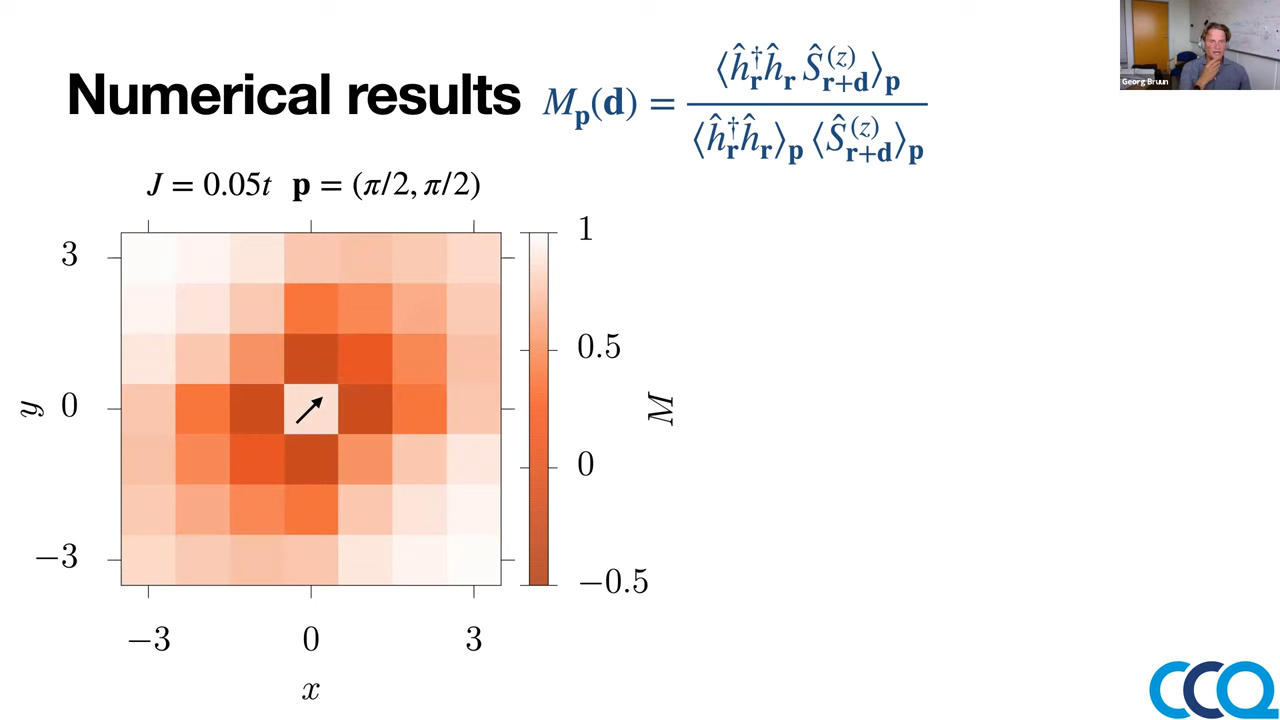 Numerical results
M_p(d) = ⟨ĥ_r†ĥ_r Ŝ_{r+d}^{(z)}⟩_p / ⟨ĥ_r†ĥ_r⟩_p ⟨Ŝ_{r+d}^{(z)}⟩_p
Georg Bruun
J = 0.05t p = (π/2, π/2)
3
0
−3
y
−3
0
3
x
1
0.5
0
−0.5
M
CCQ